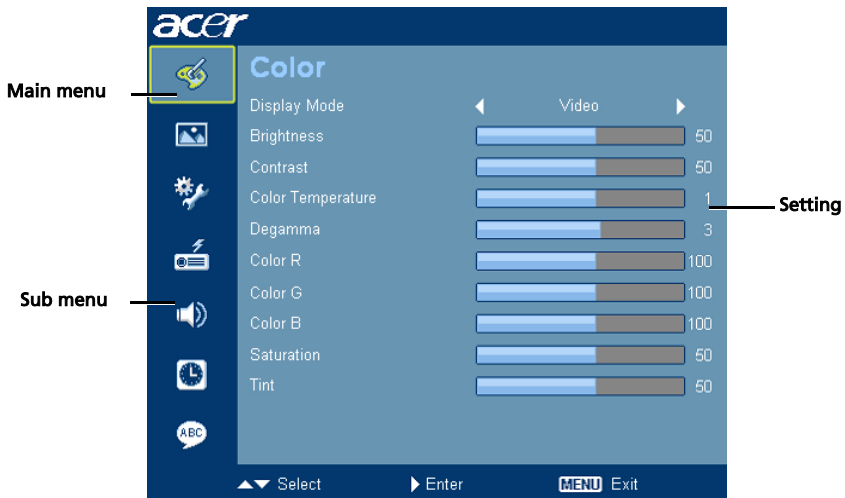 acer
Color
Main menu
Display Mode Video
Brightness 50
Contrast 50
Color Temperature 1
Setting
Degamma 3
Color R 100
Color G 100
Sub menu
Color B 100
Saturation 50
Tint 50
ABC
Select Enter MENU Exit